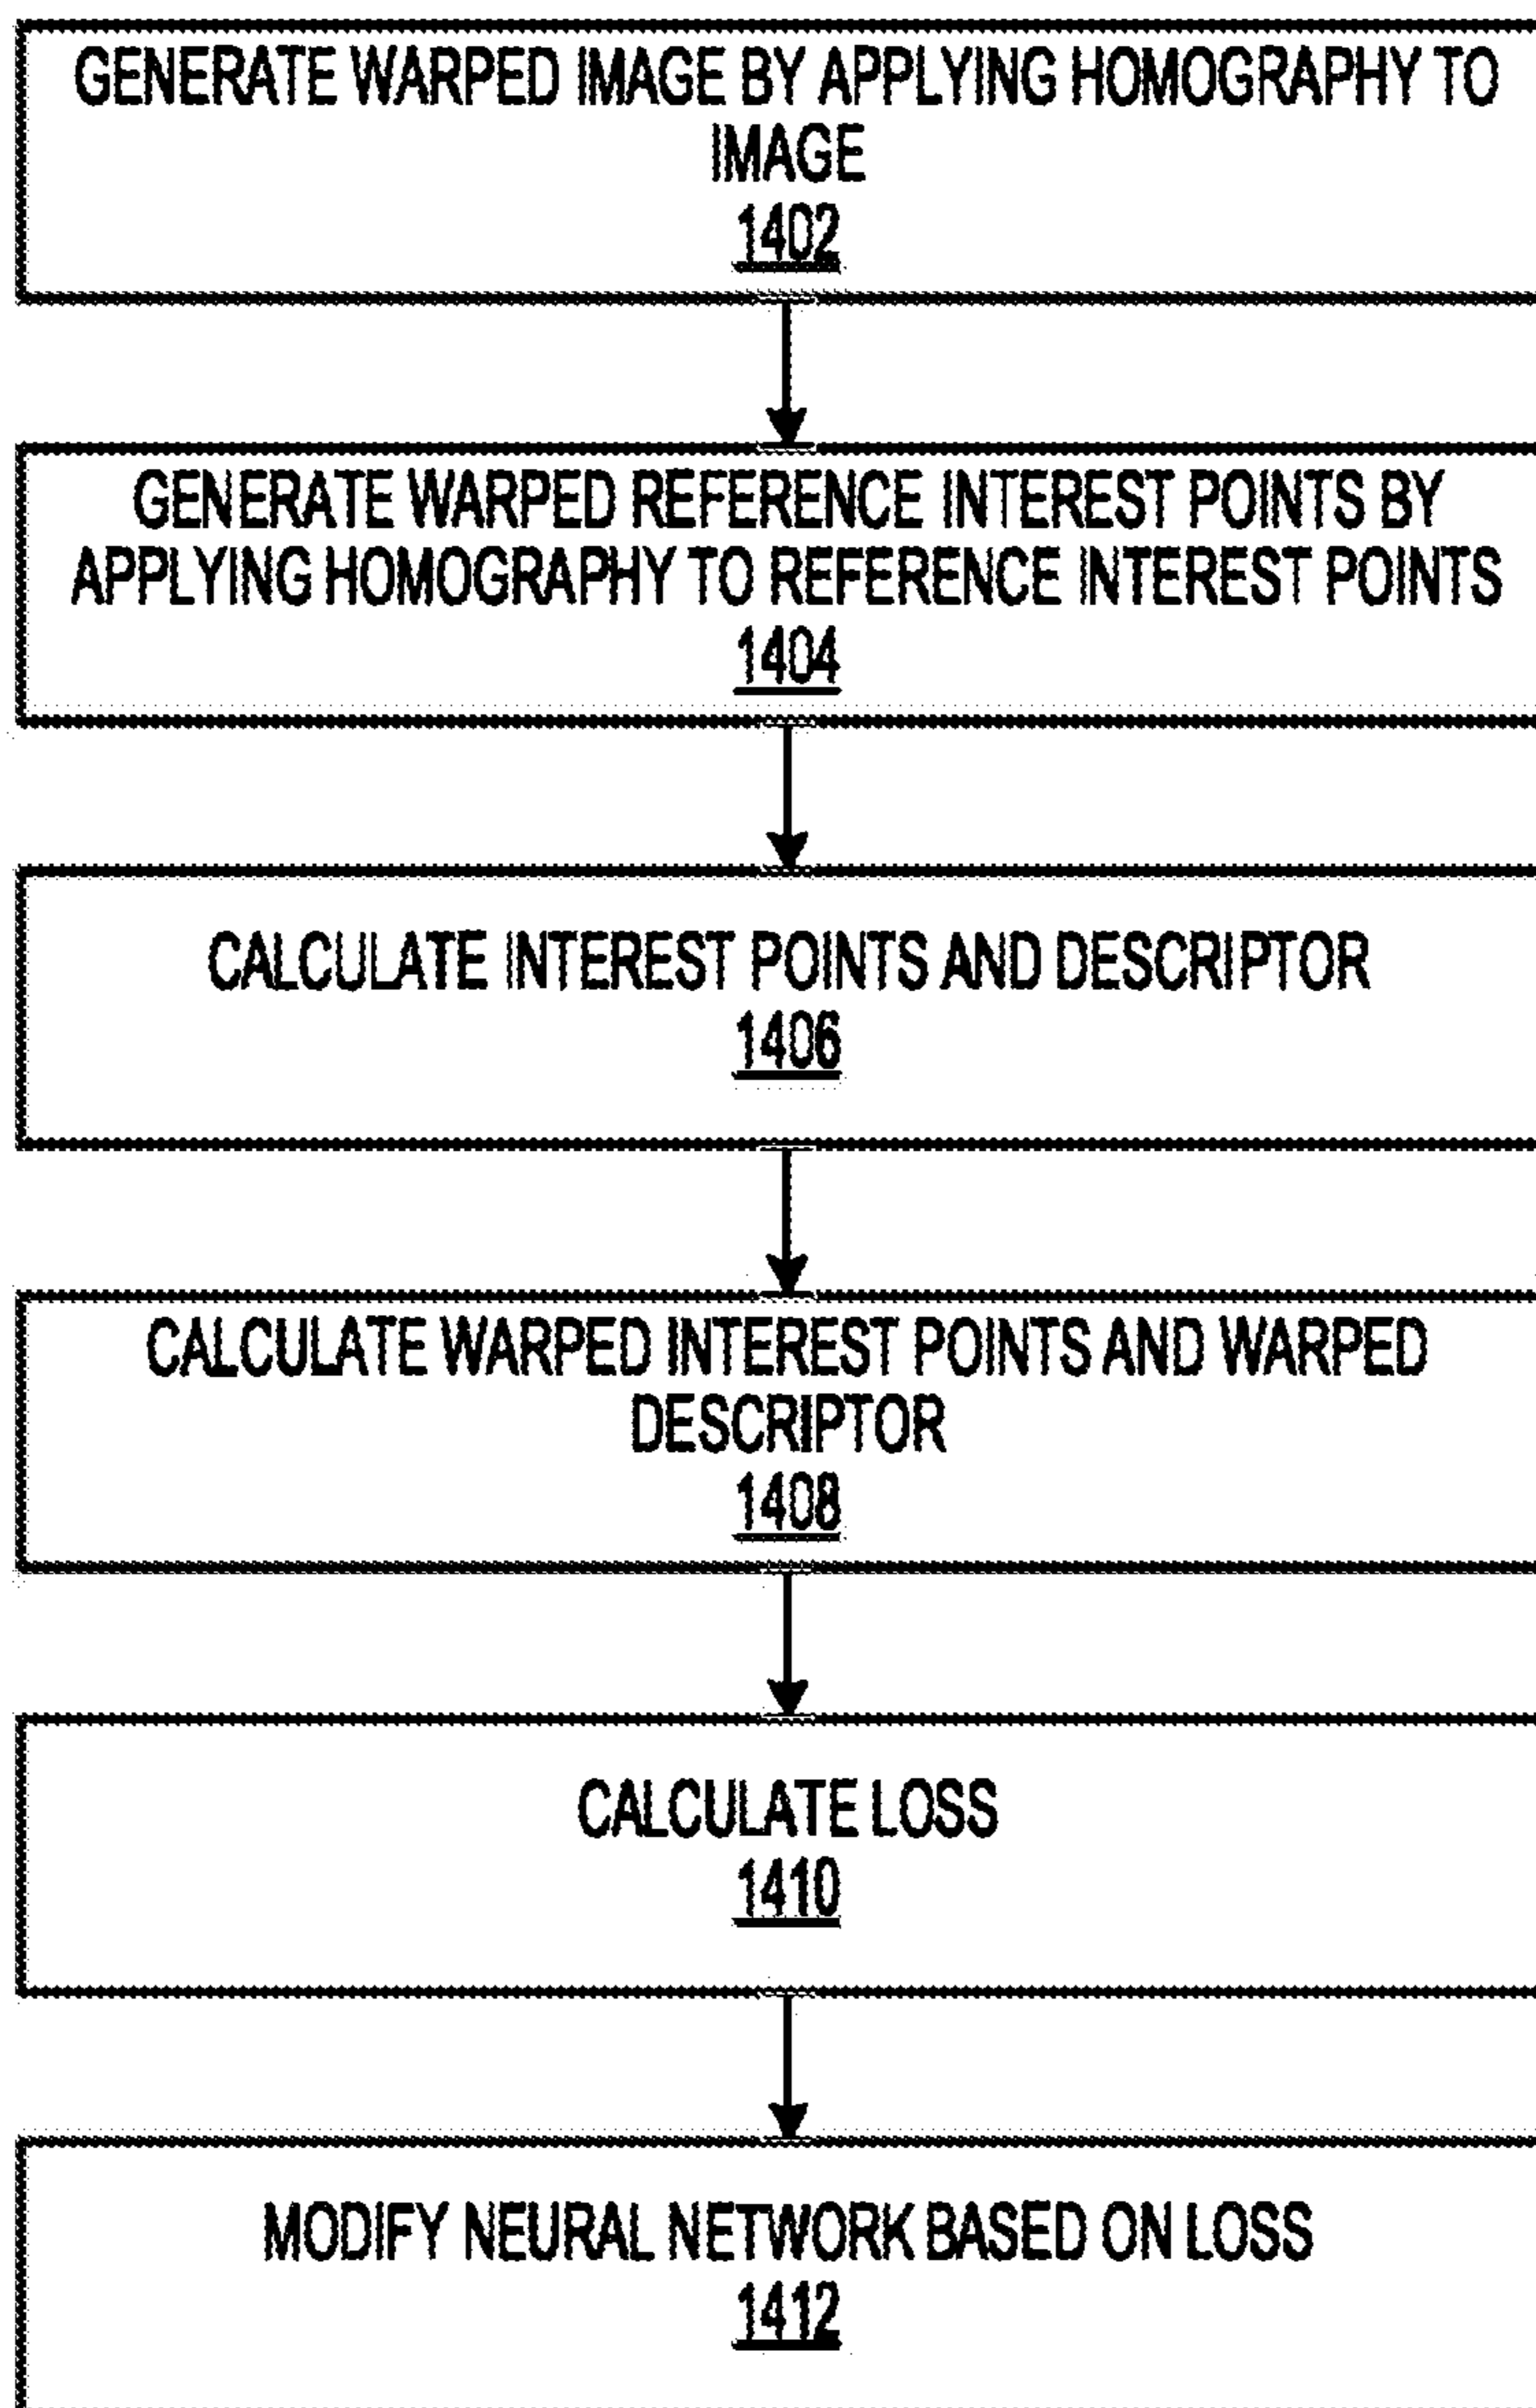 GENERATE WARPED IMAGE BY APPLYING HOMOGRAPHY TO
IMAGE
1402
GENERATE WARPED REFERENCE INTEREST POINTS BY
APPLYING HOMOGRAPHY TO REFERENCE INTEREST POINTS
1404
CALCULATE INTEREST POINTS AND DESCRIPTOR
1406
CALCULATE WARPED INTEREST POINTS AND WARPED
DESCRIPTOR
1408
CALCULATE LOSS
1410
MODIFY NEURAL NETWORK BASED ON LOSS
1412